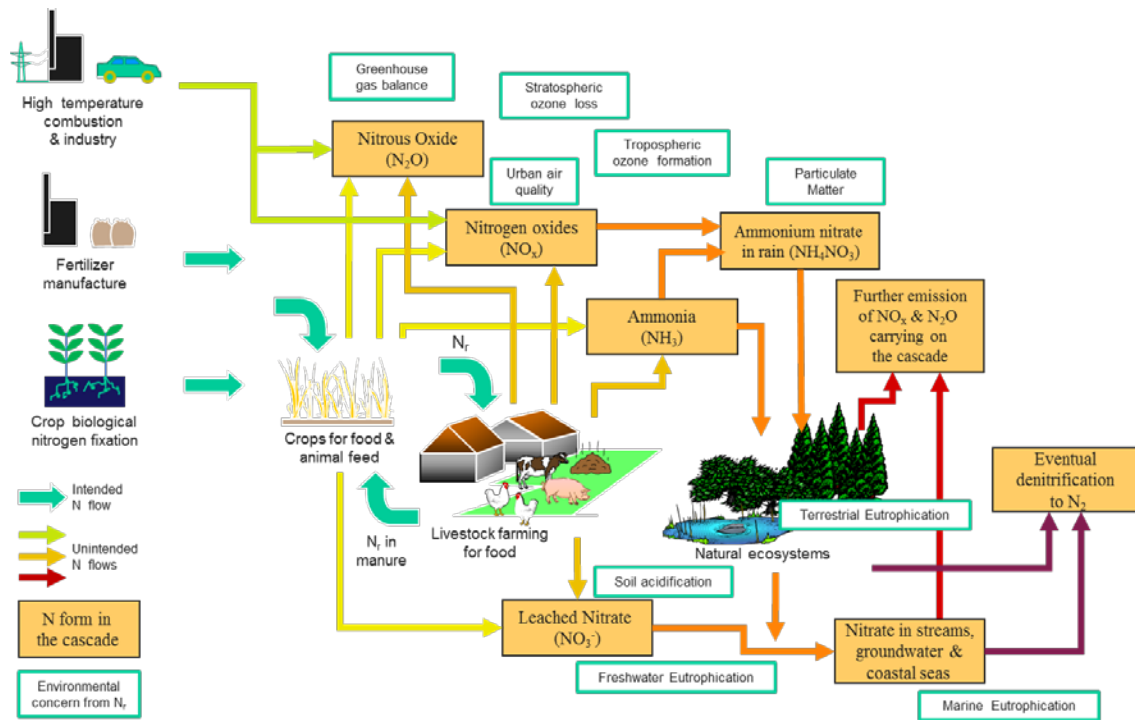 High temperature
combustion
& industry
Fertilizer
manufacture
Crop biological
nitrogen fixation
Intended
N flow
Unintended
N flows
N form in
the cascade
Environmental
concern from Nᵣ
Greenhouse
gas balance
Stratospheric
ozone loss
Nitrous Oxide
(N₂O)
Tropospheric
ozone formation
Urban air
quality
Particulate
Matter
Nitrogen oxides
(NOₓ)
Ammonium nitrate
in rain (NH₄NO₃)
Ammonia
(NH₃)
Further emission
of NOₓ & N₂O
carrying on
the cascade
Nᵣ
Crops for food &
animal feed
Nᵣ in
manure
Livestock farming
for food
Terrestrial Eutrophication
Natural ecosystems
Eventual
denitrification
to N₂
Soil acidification
Leached Nitrate
(NO₃⁻)
Freshwater Eutrophication
Nitrate in streams,
groundwater &
coastal seas
Marine Eutrophication